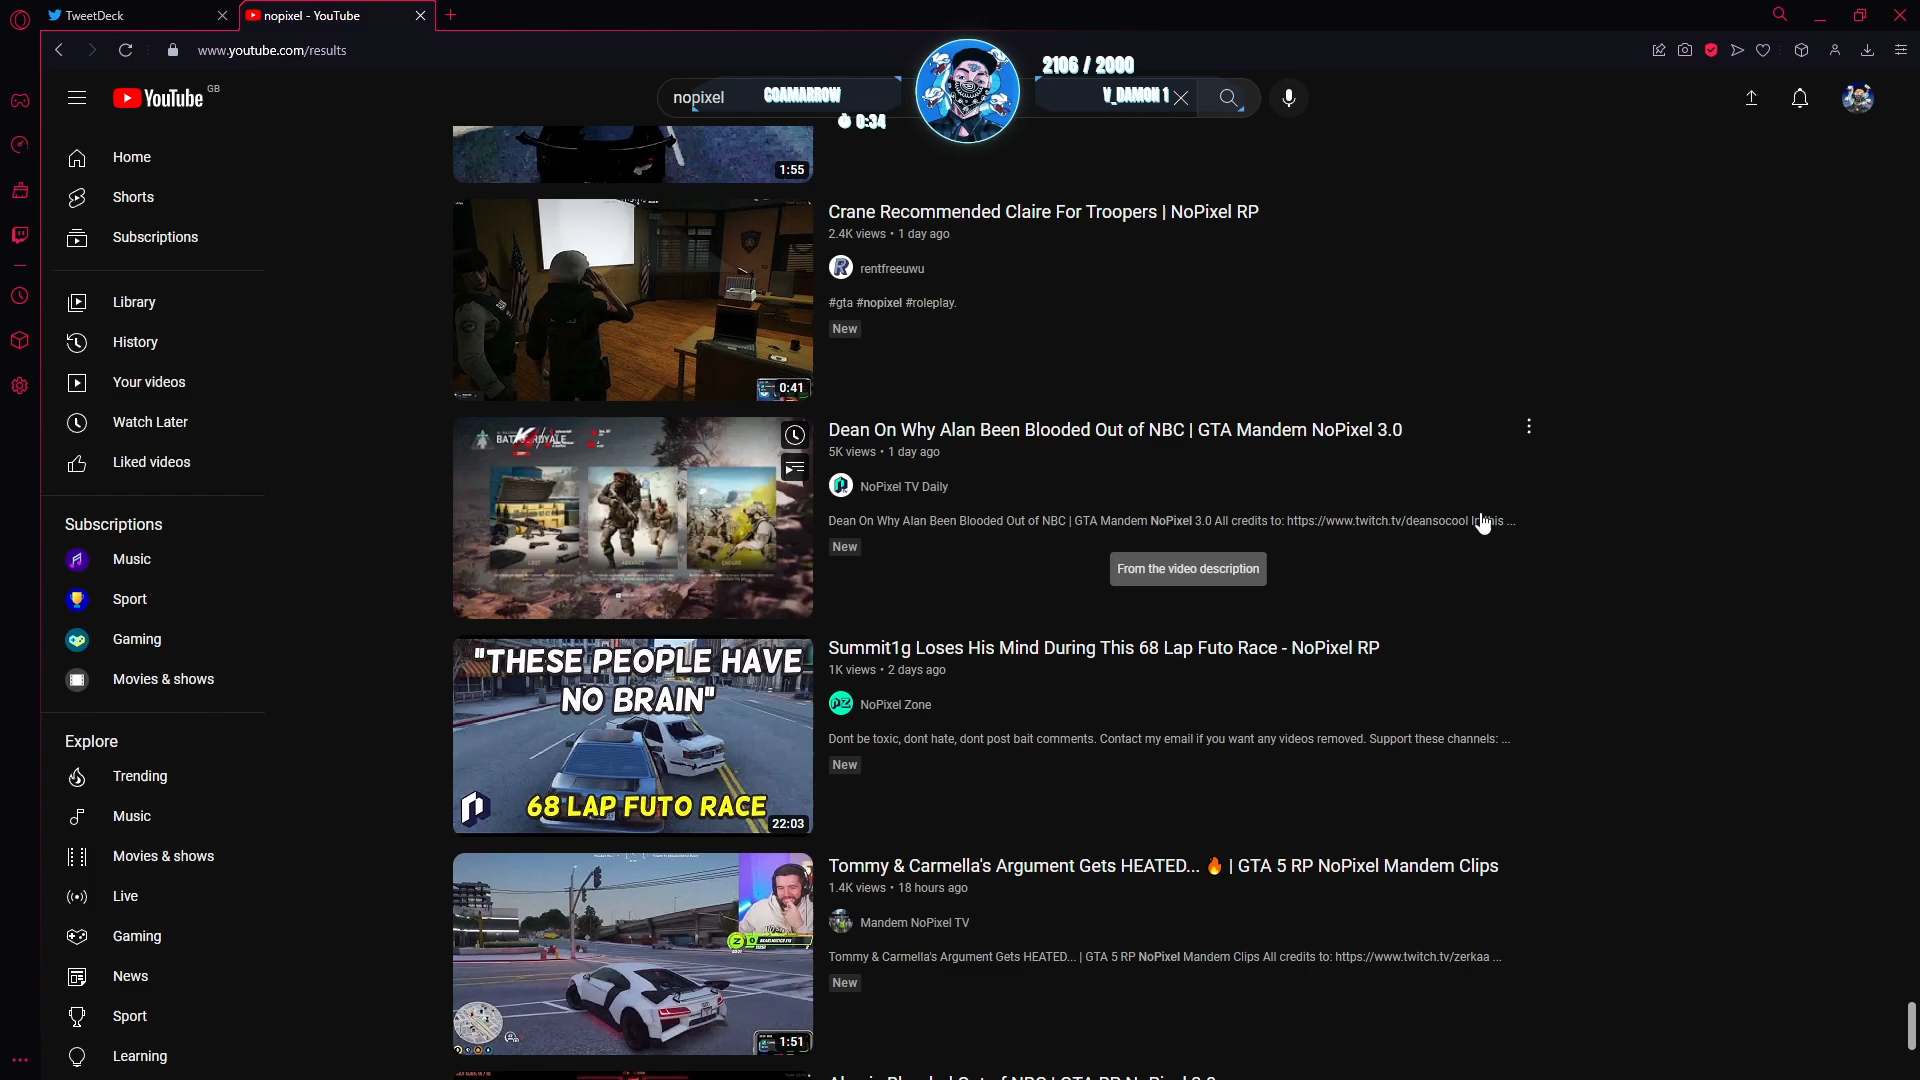 TweetDeck
nopixel - YouTube
www.youtube.com/results
2106 / 2000
YouTube GB
nopixel
COAMARROW
V_DAMON 1
0:34
Home
Shorts
Subscriptions
Library
History
Your videos
Watch Later
Liked videos
Subscriptions
Music
Sport
Gaming
Movies & shows
Explore
Trending
Music
Movies & shows
Live
Gaming
News
Sport
Learning
1:55
Crane Recommended Claire For Troopers | NoPixel RP
2.4K views • 1 day ago
rentfreeuwu
#gta #nopixel #roleplay.
New
0:41
BATTLE ROYALE
Dean On Why Alan Been Blooded Out of NBC | GTA Mandem NoPixel 3.0
5K views • 1 day ago
NoPixel TV Daily
Dean On Why Alan Been Blooded Out of NBC | GTA Mandem NoPixel 3.0 All credits to: https://www.twitch.tv/deansocool In this ...
New
From the video description
"THESE PEOPLE HAVE
NO BRAIN"
68 LAP FUTO RACE
22:03
Summit1g Loses His Mind During This 68 Lap Futo Race - NoPixel RP
1K views • 2 days ago
NoPixel Zone
Dont be toxic, dont hate, dont post bait comments. Contact my email if you want any videos removed. Support these channels: ...
New
1:51
Tommy & Carmella's Argument Gets HEATED... 🔥 | GTA 5 RP NoPixel Mandem Clips
1.4K views • 18 hours ago
Mandem NoPixel TV
Tommy & Carmella's Argument Gets HEATED... | GTA 5 RP NoPixel Mandem Clips All credits to: https://www.twitch.tv/zerkaa ...
New